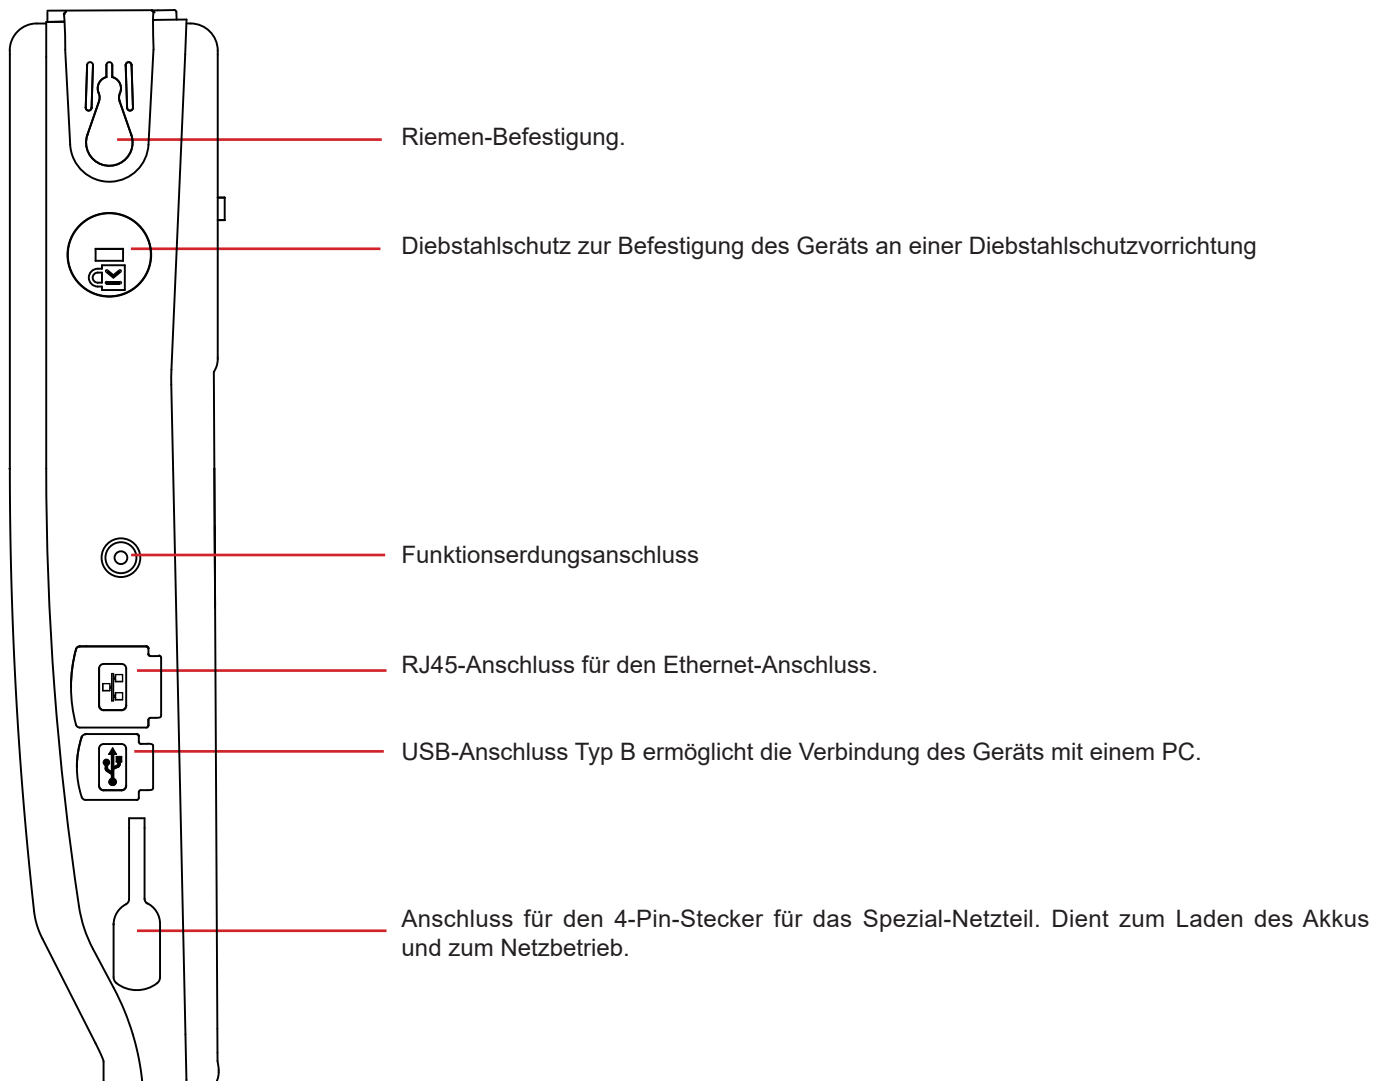 Riemen-Befestigung.
Diebstahlschutz zur Befestigung des Geräts an einer Diebstahlschutzvorrichtung
Funktionserdungsanschluss
RJ45-Anschluss für den Ethernet-Anschluss.
USB-Anschluss Typ B ermöglicht die Verbindung des Geräts mit einem PC.
Anschluss für den 4-Pin-Stecker für das Spezial-Netzteil. Dient zum Laden des Akkus
und zum Netzbetrieb.